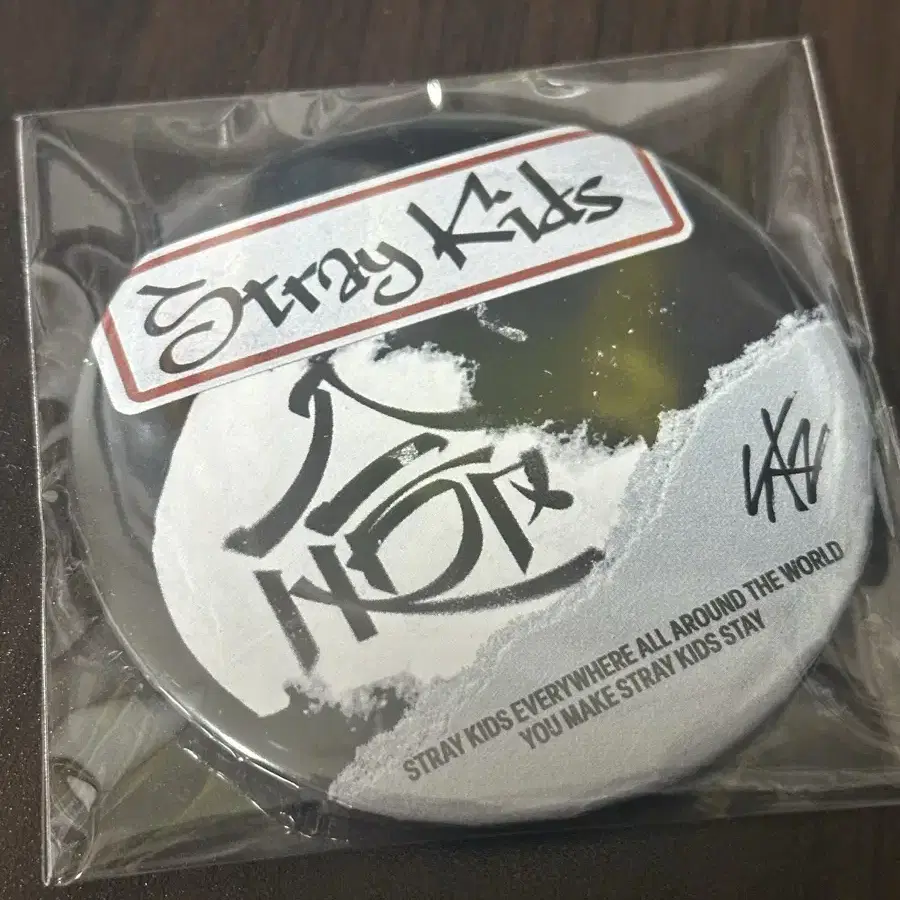 Stray Kids
STRAY KIDS EVERYWHERE ALL AROUND THE WORLD
YOU MAKE STRAY KIDS STAY